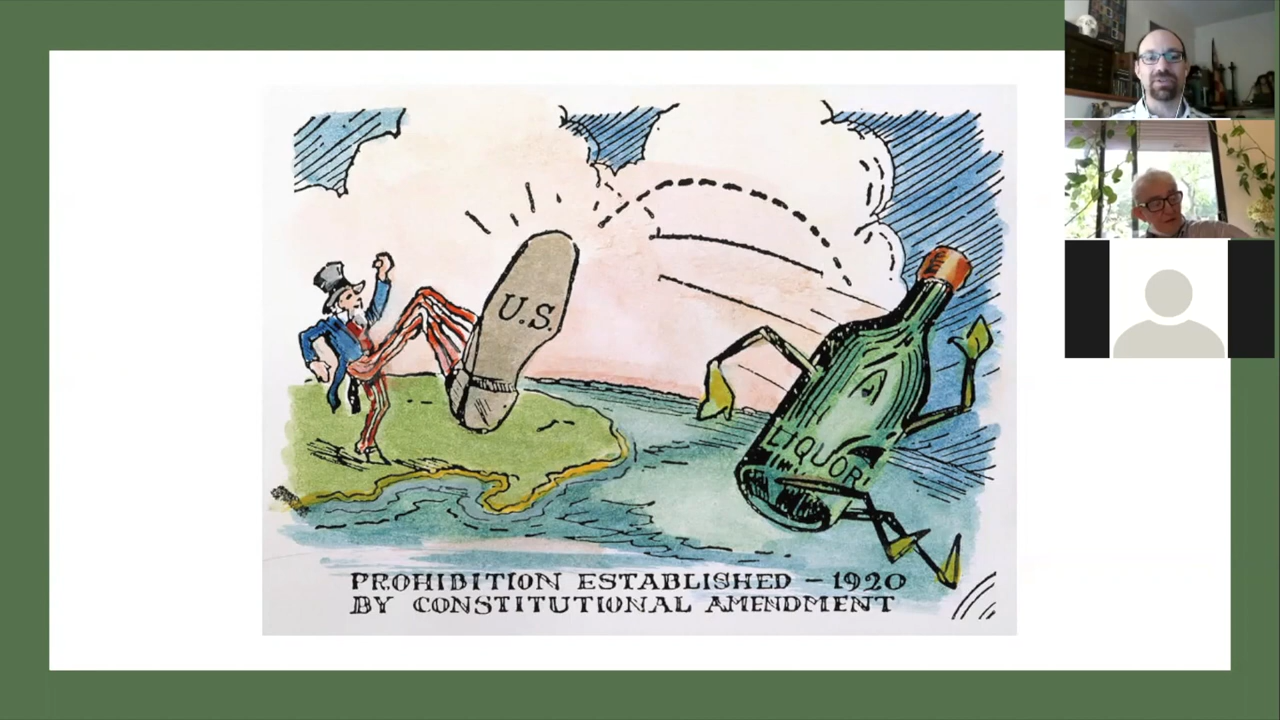 U.S.
LIQUOR
PROHIBITION ESTABLISHED – 1920
BY CONSTITUTIONAL AMENDMENT